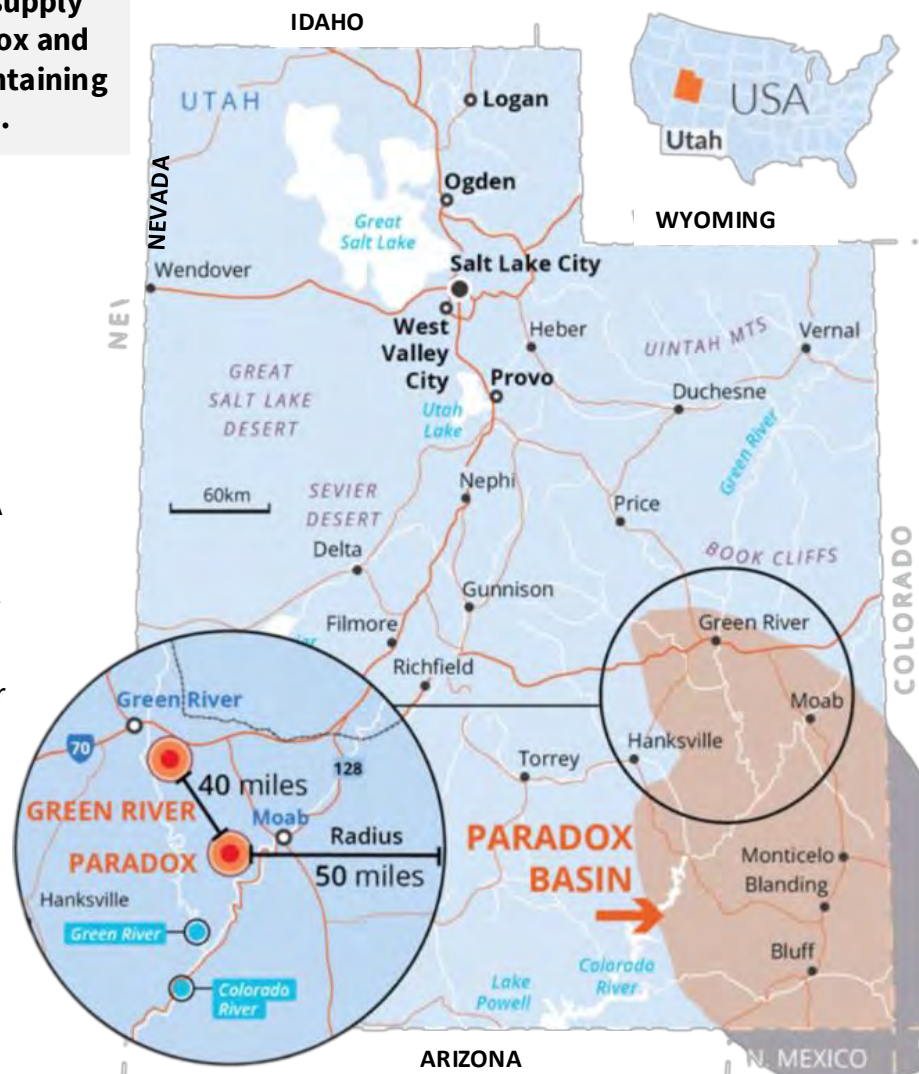 supply
ox and
ntaining
.
IDAHO
UTAH
Logan
USA
Utah
NEVADA
Ogden
WYOMING
Great
Salt Lake
Wendover
Salt Lake City
West
Valley
City
Heber
UINTAH MTS
Vernal
GREAT
SALT LAKE
DESERT
Provo
Utah
Lake
Duchesne
Green River
60km
SEVIER
DESERT
Nephi
Price
Delta
BOOK CLIFFS
COLORADO
Gunnison
Filmore
Green River
Richfield
Moab
Hanksville
Torrey
Green River
70
128
40 miles
GREEN RIVER
Moab
Radius
PARADOX
50 miles
Hanksville
Green River
Colorado
River
PARADOX
BASIN
Monticelo
Blanding
Bluff
Colorado
River
Lake
Powell
ARIZONA
N. MEXICO